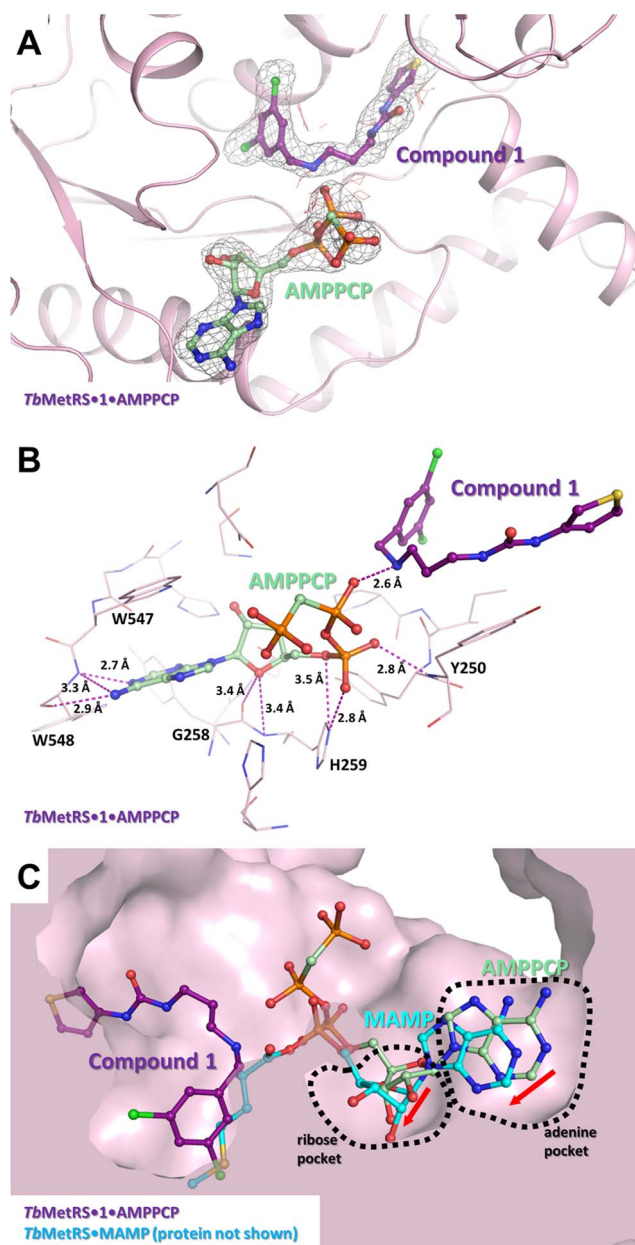 A
Compound 1
AMPPCP
TbMetRS•1•AMPPCP
B
Compound 1
AMPPCP
2.6 Å
W547
2.7 Å
3.3 Å
2.9 Å
W548
3.4 Å
G258
3.4 Å
3.5 Å
2.8 Å
H259
2.8 Å
Y250
TbMetRS•1•AMPPCP
C
AMPPCP
MAMP
Compound 1
ribose
pocket
adenine
pocket
TbMetRS•1•AMPPCP
TbMetRS•MAMP (protein not shown)